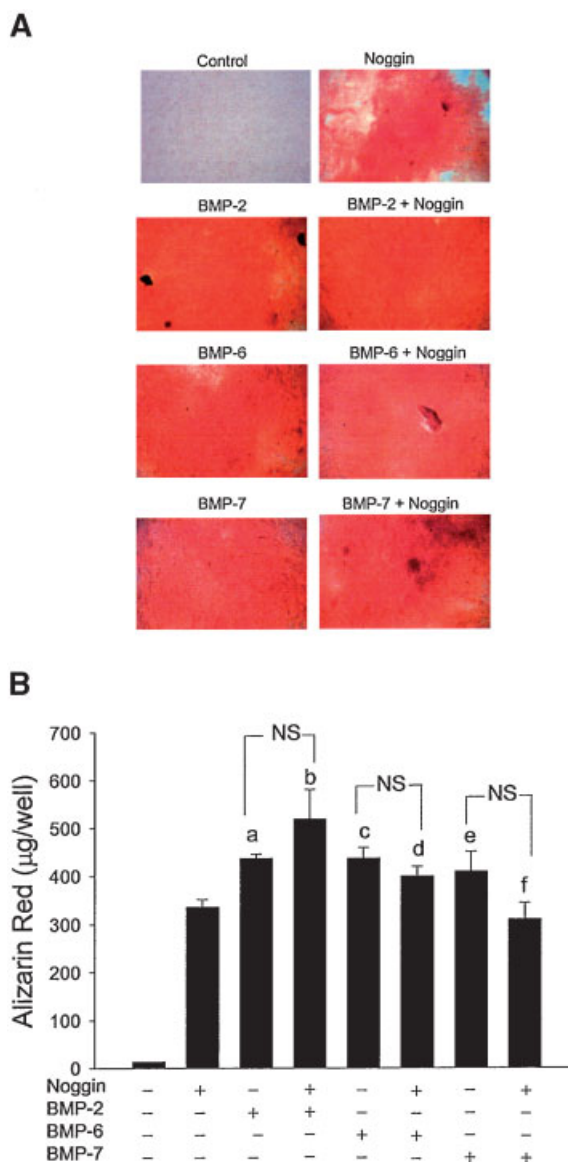 A
Control Noggin
BMP-2 BMP-2 + Noggin
BMP-6 BMP-6 + Noggin
BMP-7 BMP-7 + Noggin
B
Alizarin Red (μg/well)
700
600
500
400
300
200
100
0
NS NS NS
a b c d e f
Noggin – + – + – + – +
BMP-2 – – + + – – – –
BMP-6 – – – – + + – –
BMP-7 – – – – – – + +